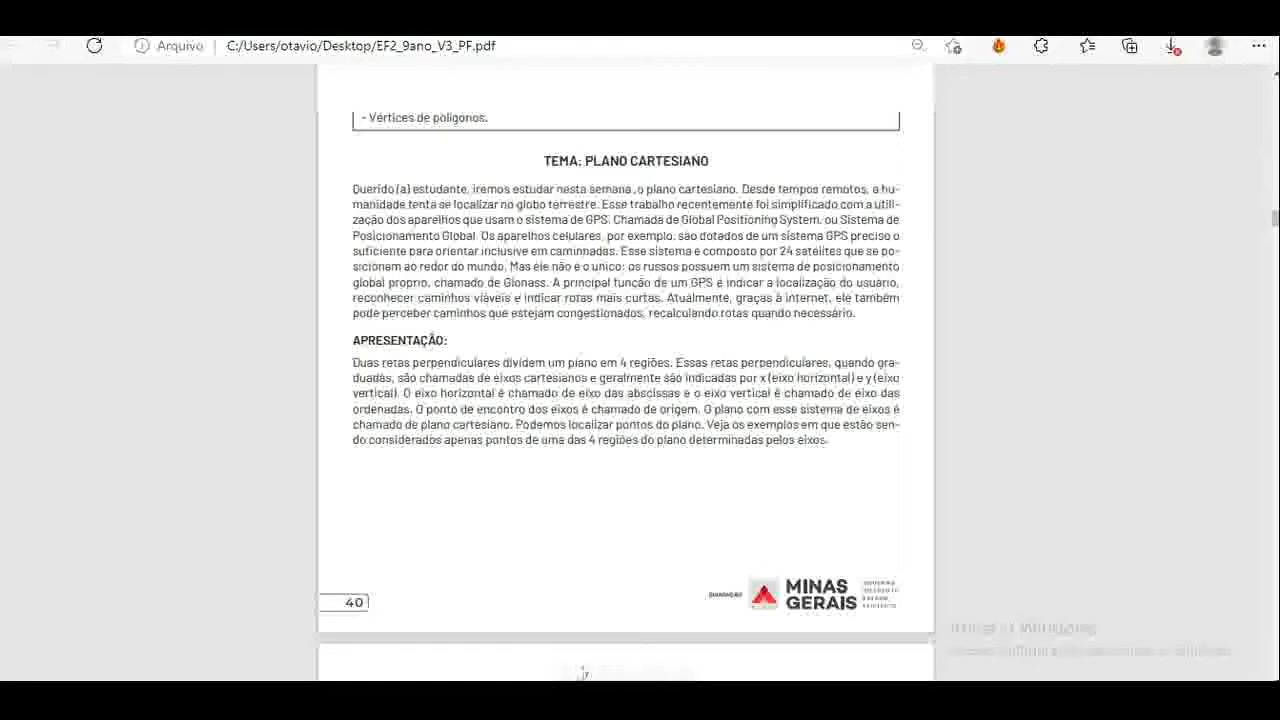 Arquivo | C:/Users/otavio/Desktop/EF2_9ano_V3_PF.pdf
- Vértices de polígonos.
TEMA: PLANO CARTESIANO
Querido (a) estudante, iremos estudar nesta semana ,o plano cartesiano. Desde tempos remotos, a hu-
manidade tenta se localizar no globo terrestre. Esse trabalho recentemente foi simplificado com a utili-
zação dos aparelhos que usam o sistema de GPS. Chamada de Global Positioning System, ou Sistema de
Posicionamento Global. Os aparelhos celulares, por exemplo, são dotados de um sistema GPS preciso o
suficiente para orientar inclusive em caminhadas. Esse sistema é composto por 24 satélites que se po-
sicionam ao redor do mundo. Mas ele não é o único: os russos possuem um sistema de posicionamento
global próprio, chamado de Glonass. A principal função de um GPS é indicar a localização do usuário,
reconhecer caminhos viáveis e indicar rotas mais curtas. Atualmente, graças à internet, ele também
pode perceber caminhos que estejam congestionados, recalculando rotas quando necessário.
APRESENTAÇÃO:
Duas retas perpendiculares dividem um plano em 4 regiões. Essas retas perpendiculares, quando gra-
duadas, são chamadas de eixos cartesianos e geralmente são indicadas por x (eixo horizontal) e y (eixo
vertical). O eixo horizontal é chamado de eixo das abscissas e o eixo vertical é chamado de eixo das
ordenadas. O ponto de encontro dos eixos é chamado de origem. O plano com esse sistema de eixos é
chamado de plano cartesiano. Podemos localizar pontos do plano. Veja os exemplos em que estão sen-
do considerados apenas pontos de uma das 4 regiões do plano determinadas pelos eixos.
40
MINAS
GERAIS